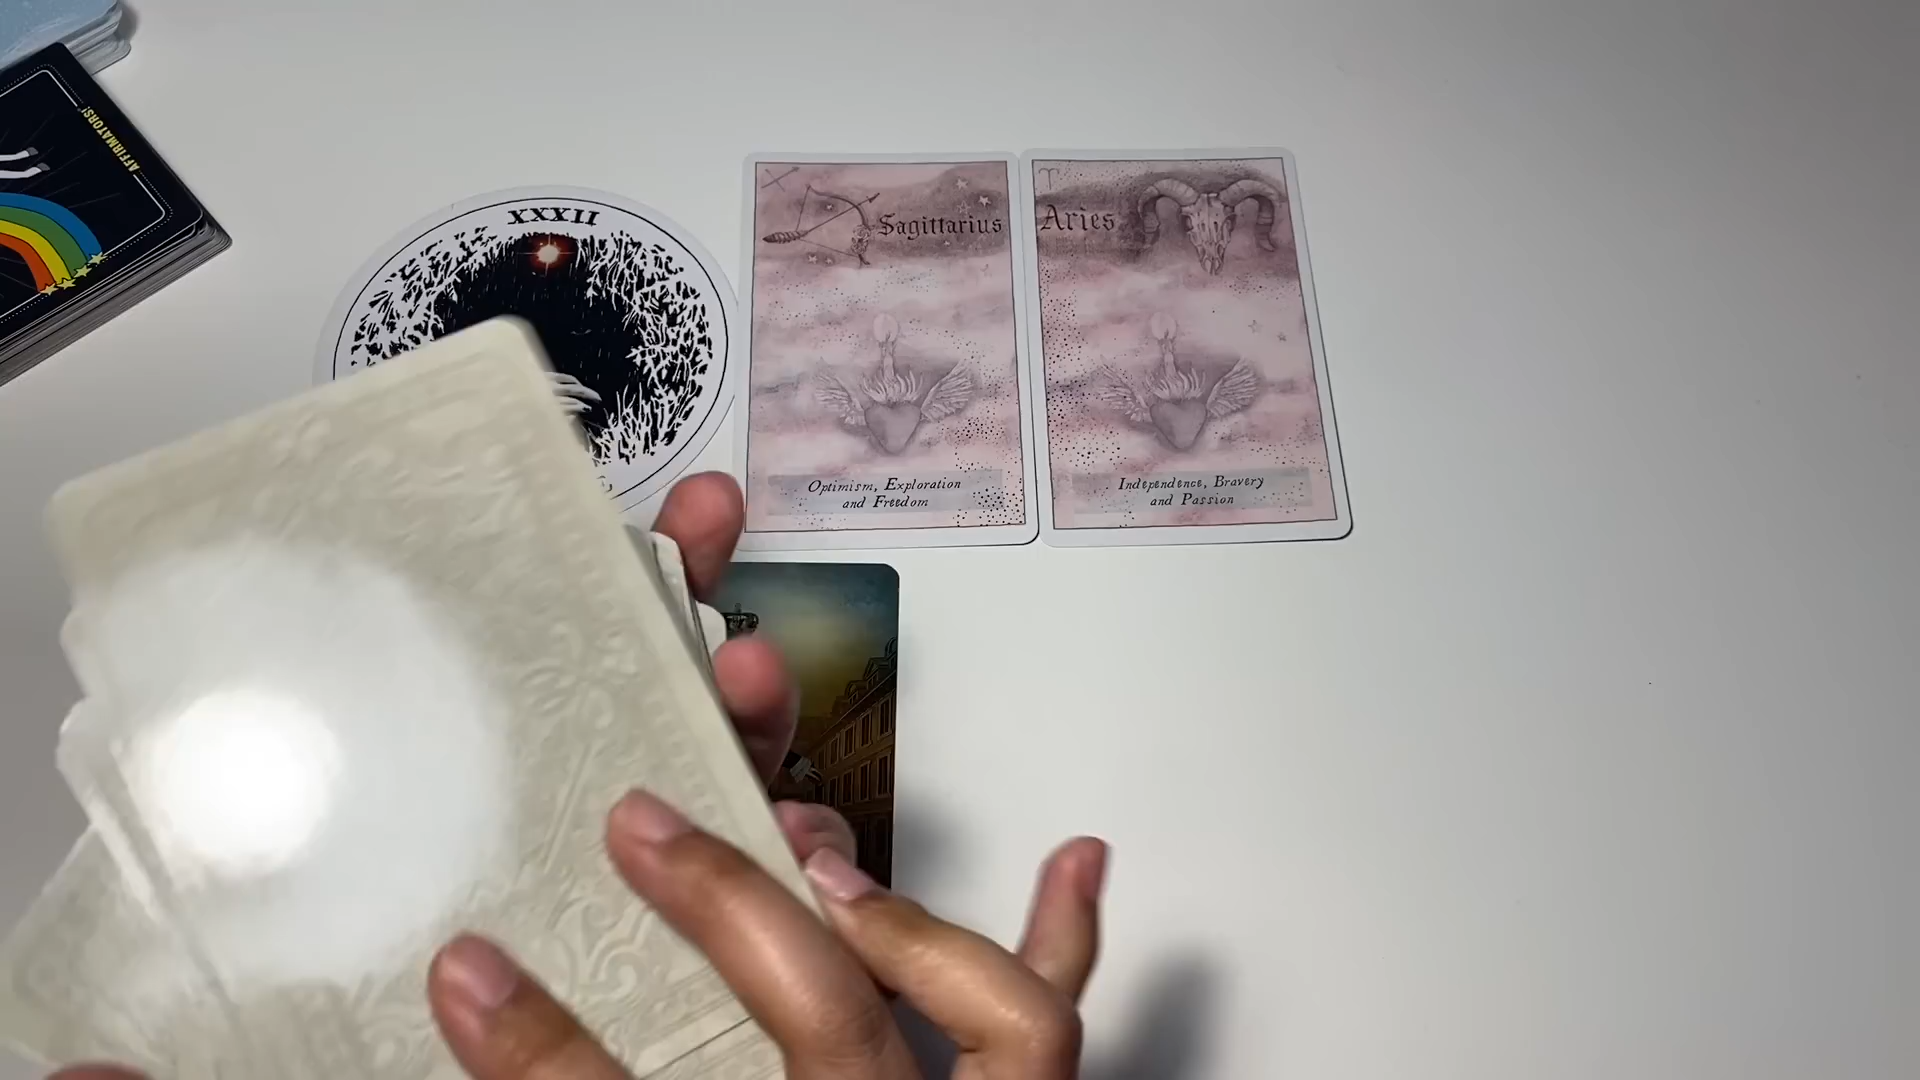 AFFIRMATORS!
XXXII
Sagittarius
Aries
Optimism, Exploration
and Freedom
Independence, Bravery
and Passion